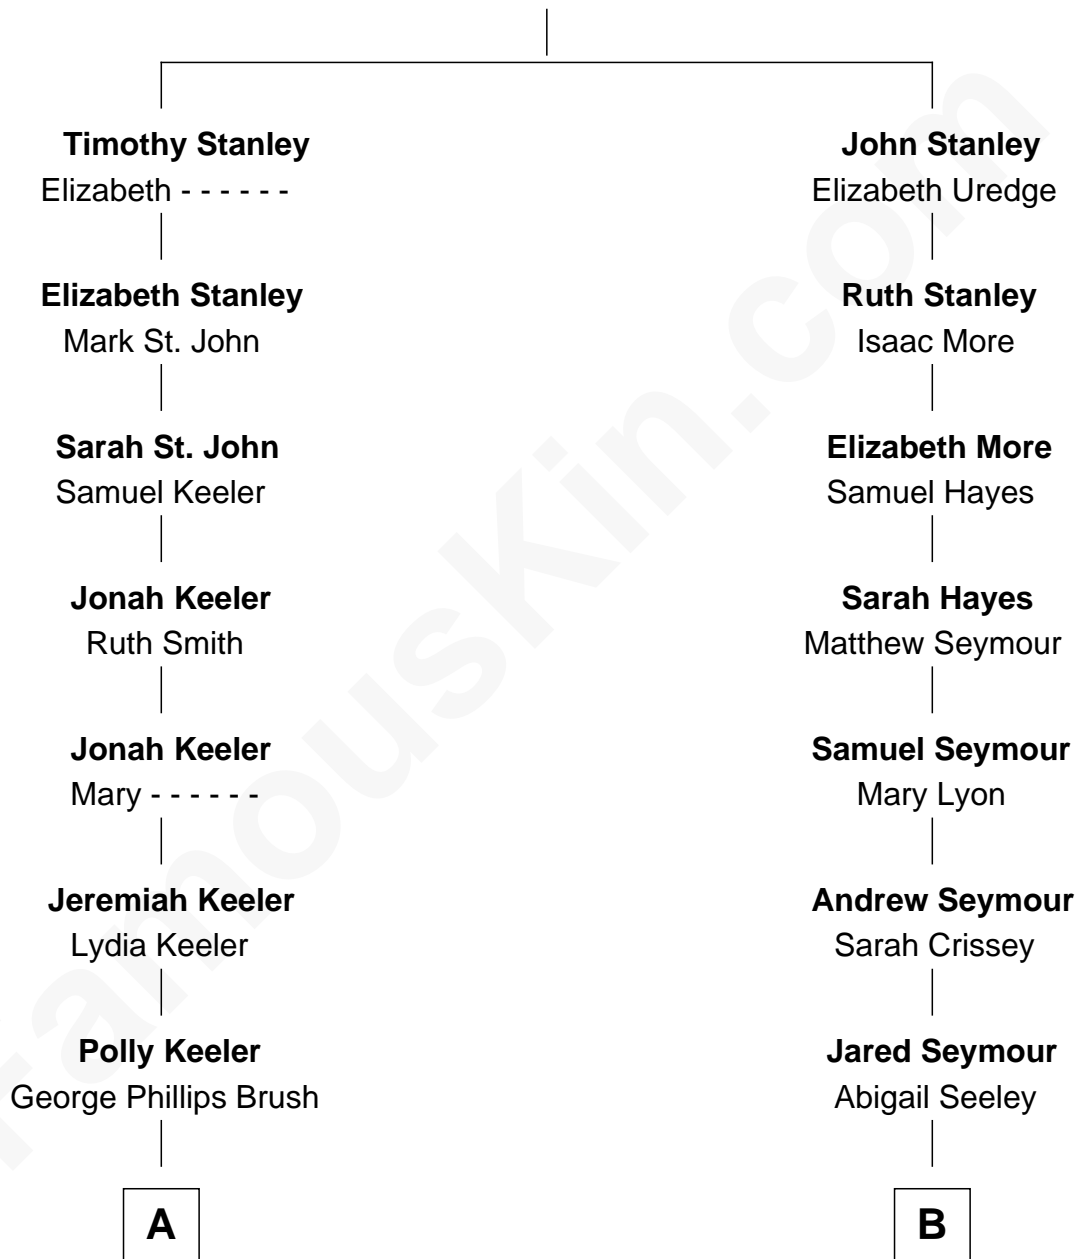 Timothy Stanley
Elizabeth - - - - - -
John Stanley
Elizabeth Uredge
Elizabeth Stanley
Mark St. John
Ruth Stanley
Isaac More
Sarah St. John
Samuel Keeler
Elizabeth More
Samuel Hayes
Jonah Keeler
Ruth Smith
Sarah Hayes
Matthew Seymour
Jonah Keeler
Mary - - - - - -
Samuel Seymour
Mary Lyon
Jeremiah Keeler
Lydia Keeler
Andrew Seymour
Sarah Crissey
Polly Keeler
George Phillips Brush
Jared Seymour
Abigail Seeley
A
B
FamousKin.com